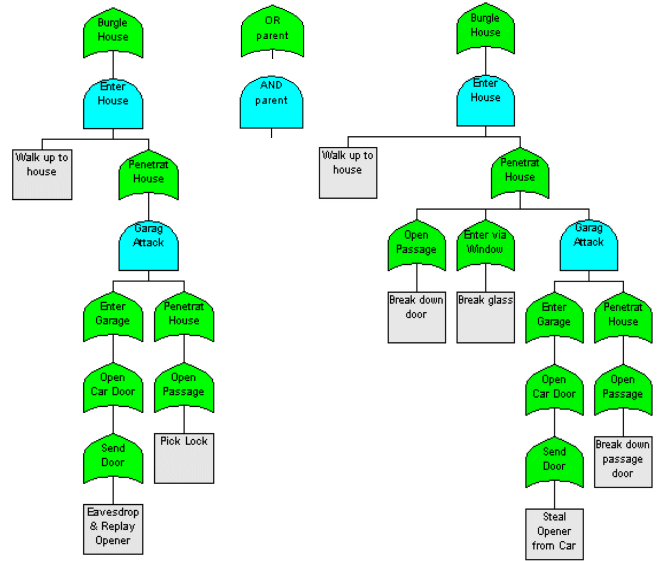 Burgle
House
OR
parent
Burgle
House
Enter
House
AND
parent
Enter
House
Walk up to
house
Penetrat
House
Walk up to
house
Penetrat
House
Garag
Attack
Open
Passage
Enter via
Window
Garag
Attack
Enter
Garage
Penetrat
House
Break down
door
Break glass
Enter
Garage
Penetrat
House
Open
Car Door
Open
Passage
Open
Car Door
Open
Passage
Send
Door
Pick Lock
Send
Door
Break down
passage
door
Eavesdrop
& Replay
Opener
Steal
Opener
from Car